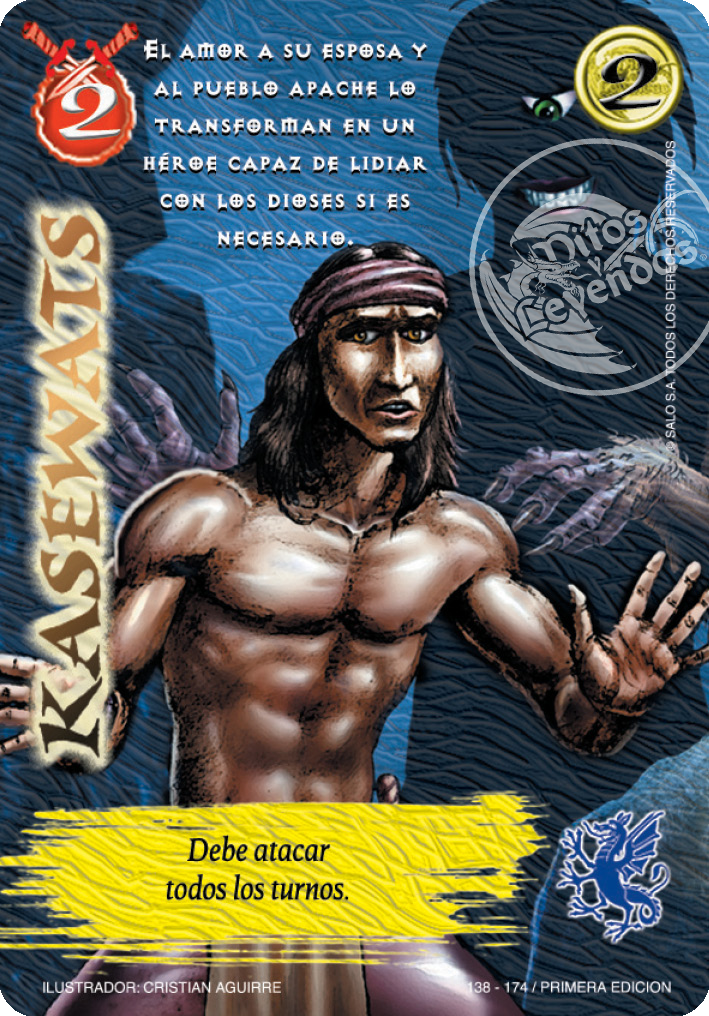 2
EL AMOR A SU ESPOSA Y
AL PUEBLO APACHE LO
TRANSFORMAN EN UN
HÉROE CAPAZ DE LIDIAR
CON LOS DIOSES SI ES
NECESARIO.
2
Mitos
y
Leyendas
© SALO S.A. TODOS LOS DERECHOS RESERVADOS
KASEWATS
Debe atacar
todos los turnos.
ILUSTRADOR: CRISTIAN AGUIRRE
138 - 174 / PRIMERA EDICION